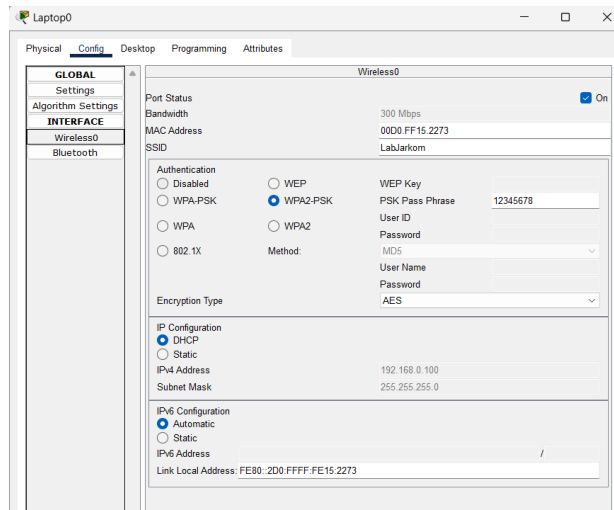 Laptop0
Physical Config Desktop Programming Attributes
GLOBAL
Settings
Algorithm Settings
INTERFACE
Wireless0
Bluetooth
Wireless0
Port Status On
Bandwidth 300 Mbps
MAC Address 00D0.FF15.2273
SSID LabJarkom
Authentication
Disabled WEP WEP Key
WPA-PSK WPA2-PSK PSK Pass Phrase 12345678
User ID
WPA WPA2
Password
802.1X Method: MD5
User Name
Password
Encryption Type AES
IP Configuration
DHCP
Static
IPv4 Address 192.168.0.100
Subnet Mask 255.255.255.0
IPv6 Configuration
Automatic
Static
IPv6 Address /
Link Local Address: FE80::2D0:FFFF:FE15:2273